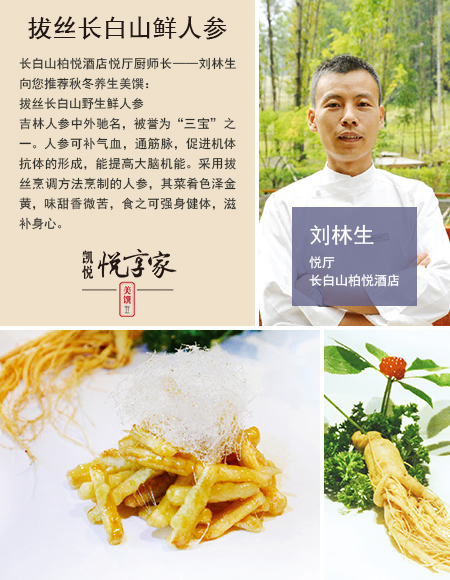 拔丝长白山鲜人参
长白山柏悦酒店悦厅厨师长——刘林生
向您推荐秋冬养生美馔：
拔丝长白山野生鲜人参
吉林人参中外驰名，被誉为“三宝”之
一。人参可补气血，通筋脉，促进机体
抗体的形成，能提高大脑机能。采用拔
丝烹调方法烹制的人参，其菜肴色泽金
黄，味甜香微苦，食之可强身健体，滋
补身心。
凯悦 悦享家
美馔
刘林生
悦厅
长白山柏悦酒店